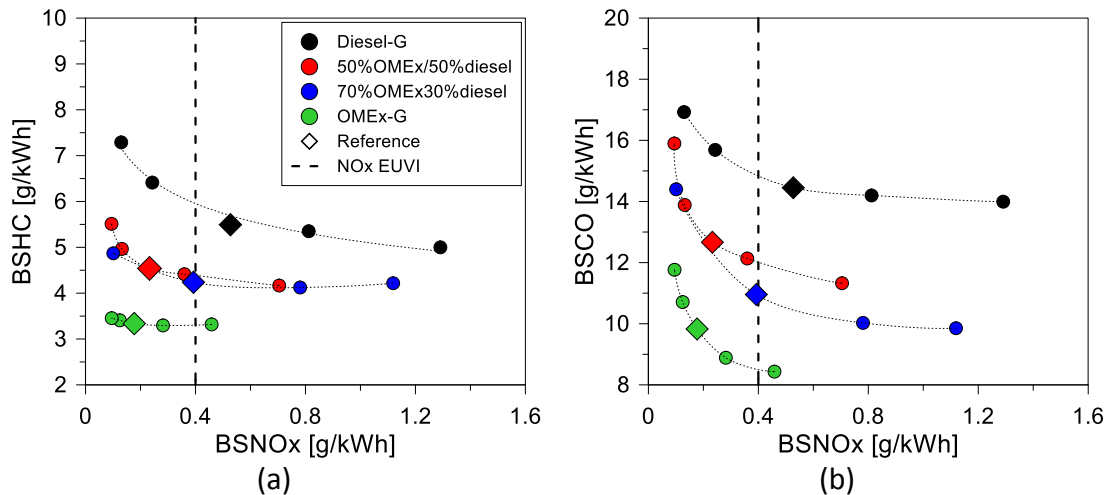 10
9
8
7
6
5
4
3
2
BSHC [g/kWh]
Diesel-G
50%OMEx/50%diesel
70%OMEx30%diesel
OMEx-G
Reference
NOx EUVI
0 0.4 0.8 1.2 1.6
BSNOx [g/kWh]
(a)
20
18
16
14
12
10
8
BSCO [g/kWh]
0 0.4 0.8 1.2 1.6
BSNOx [g/kWh]
(b)